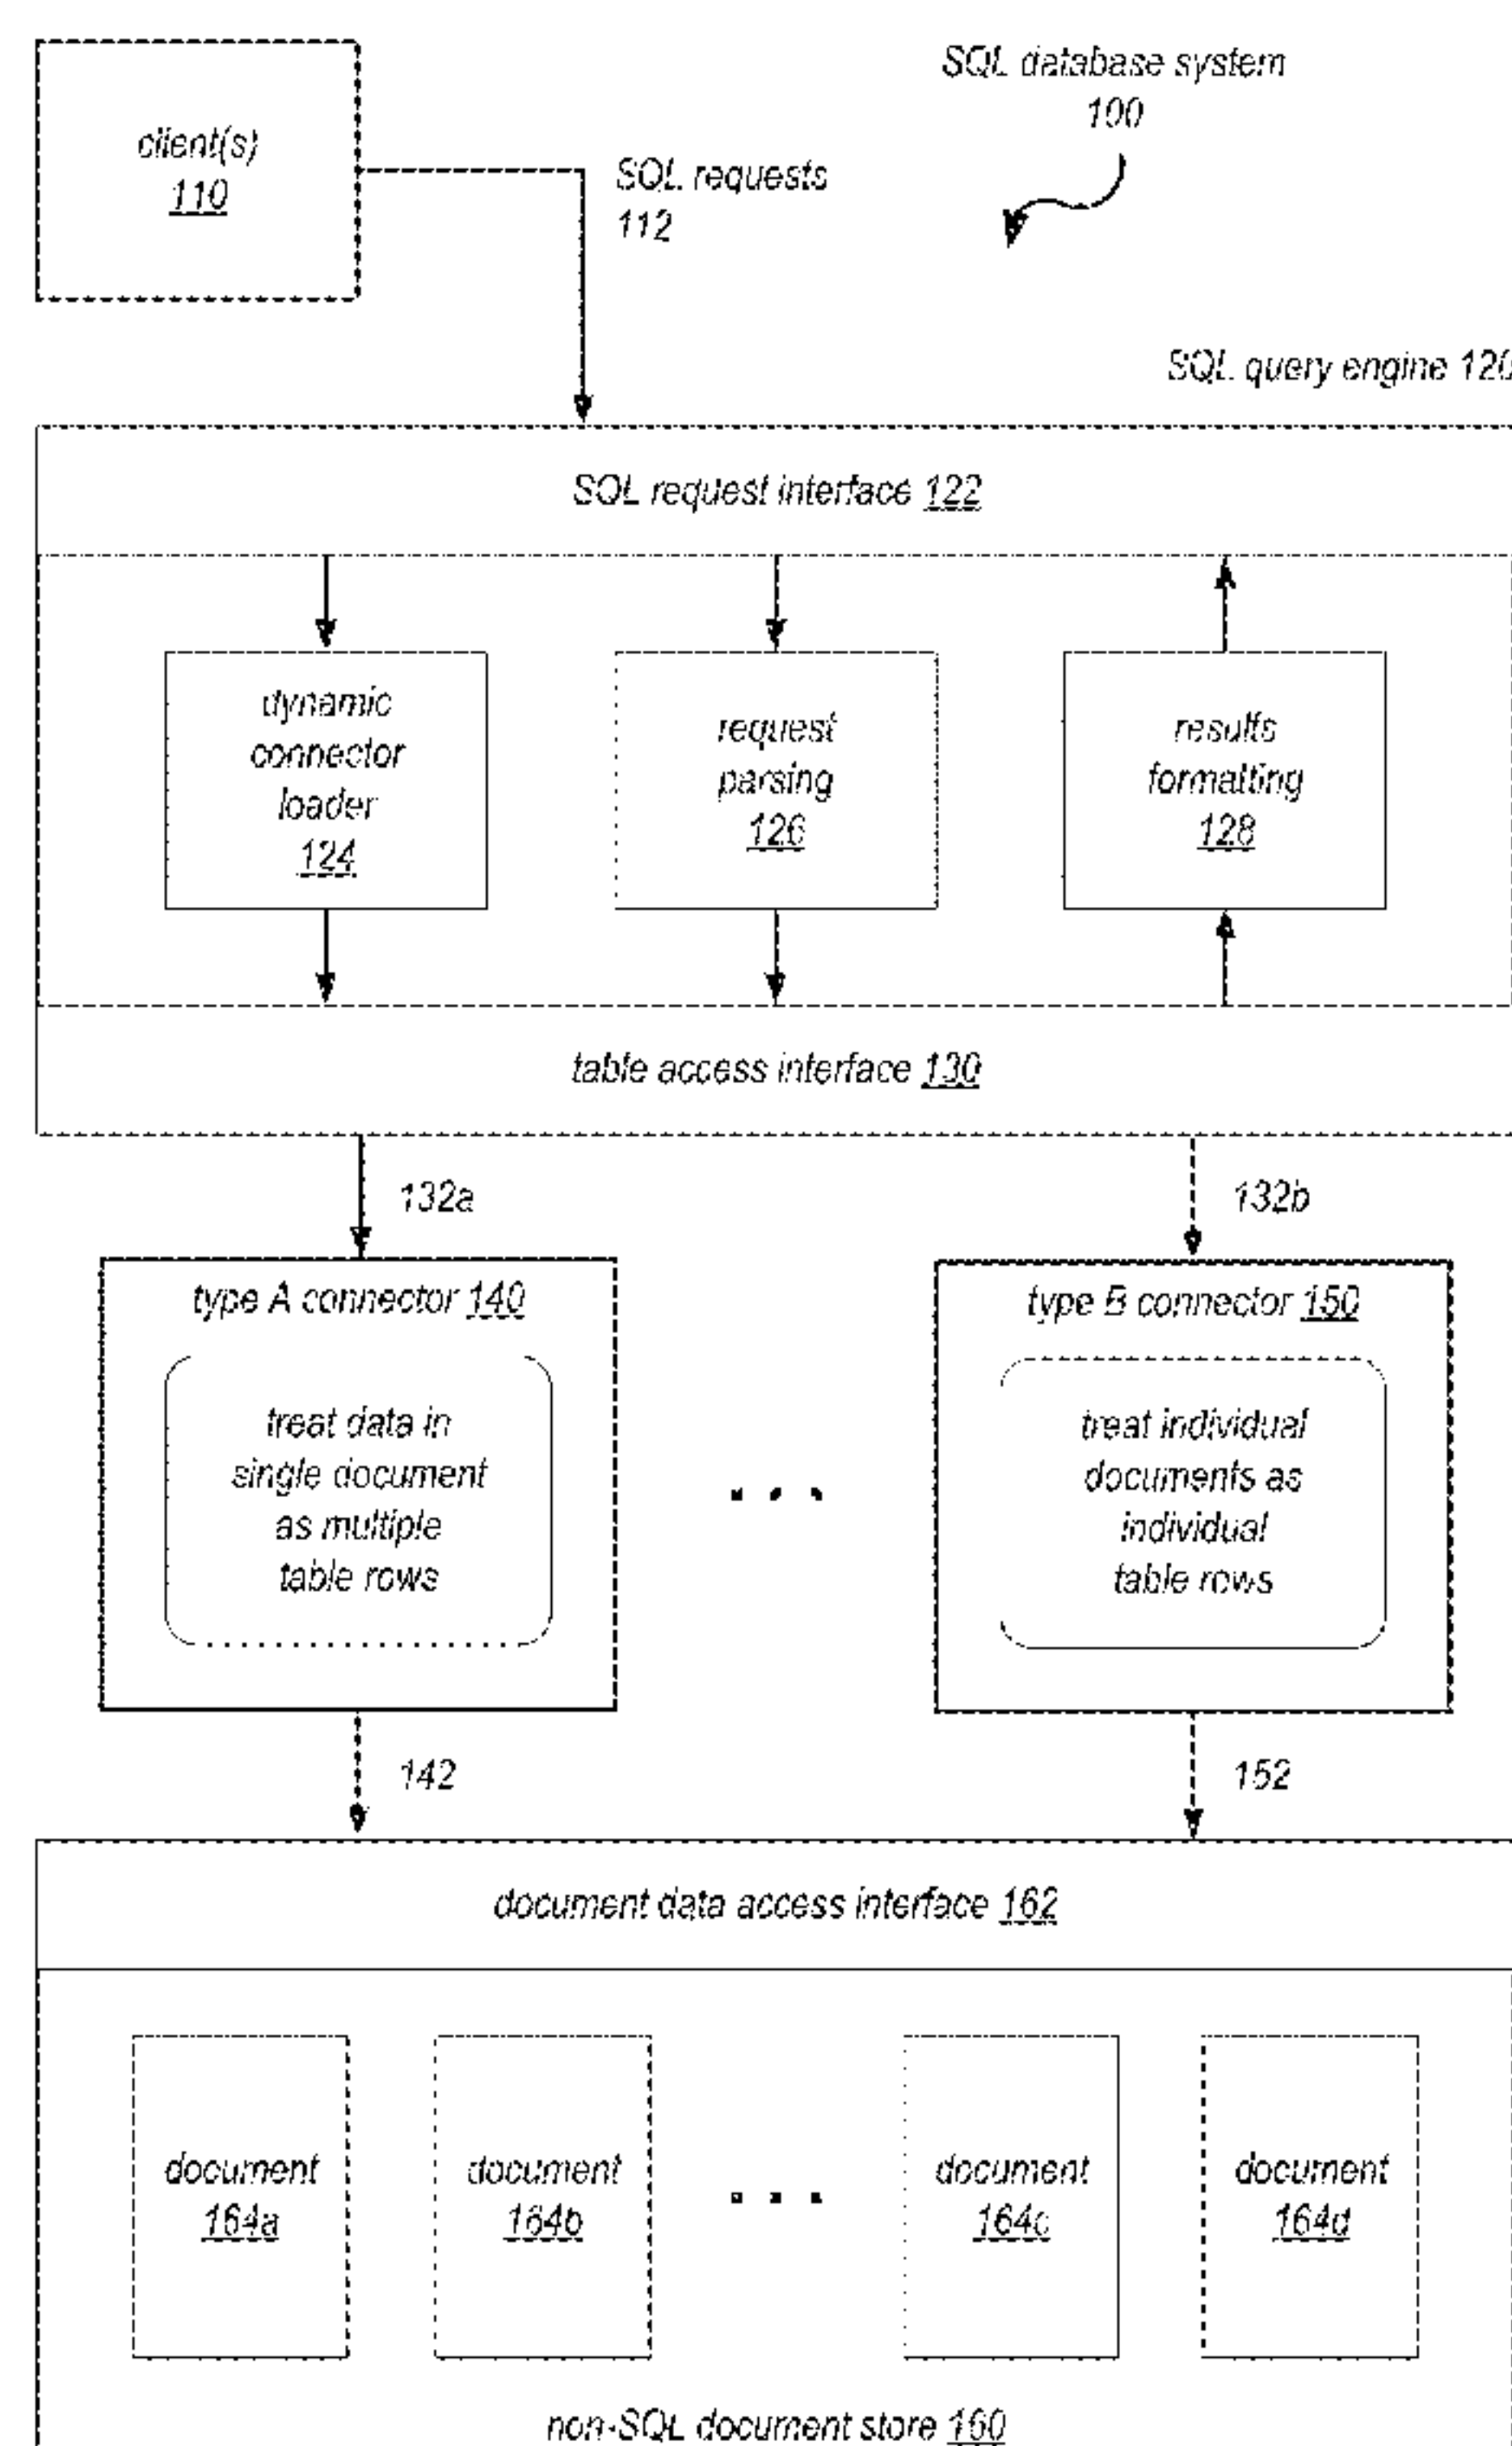 client(s)
110
SQL database system
100
SQL requests
112
SQL query engine 120
SQL request interface 122
dynamic
connector
loader
124
request
parsing
126
results
formatting
128
table access interface 130
132a
132b
type A connector 140
treat data in
single document
as multiple
table rows
type B connector 150
treat individual
documents as
individual
table rows
142
152
document data access interface 162
document
164a
document
164b
document
164c
document
164d
non-SQL document store 160